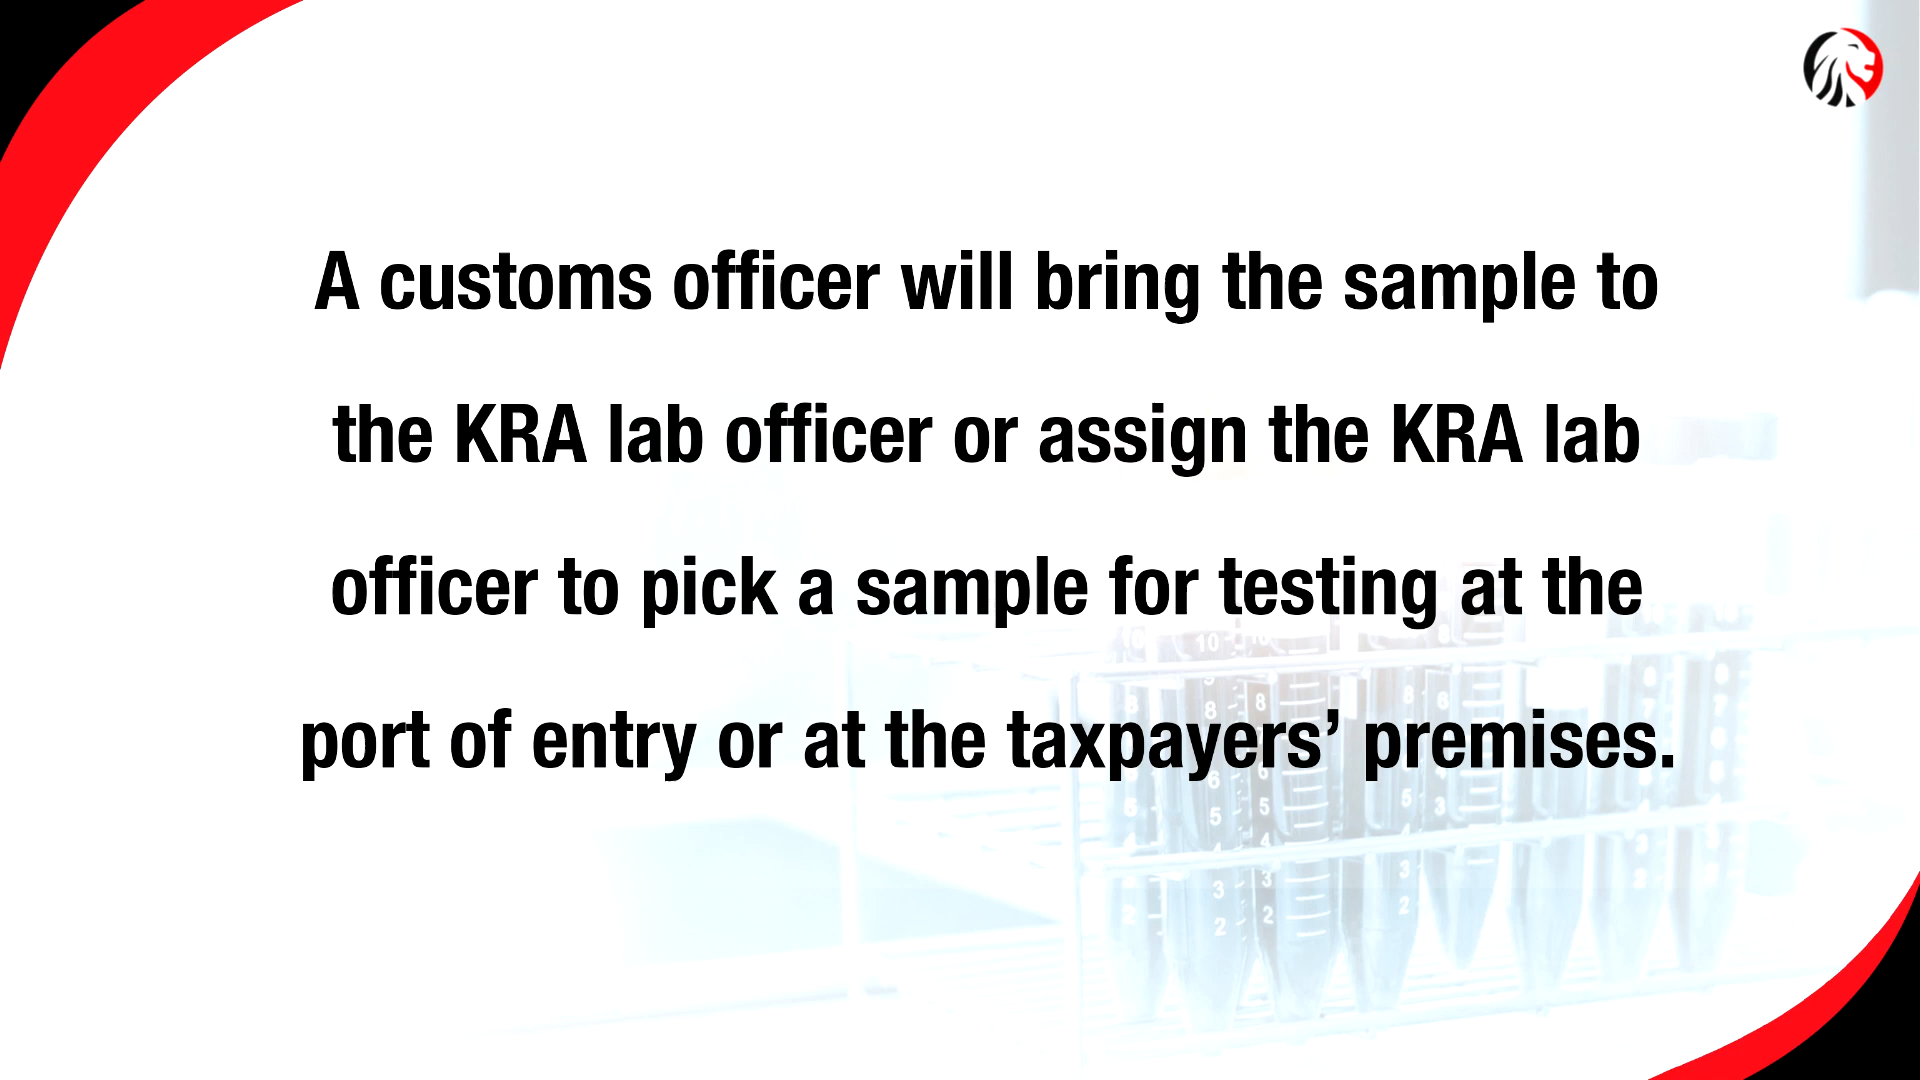 A customs officer will bring the sample to
the KRA lab officer or assign the KRA lab
officer to pick a sample for testing at the
port of entry or at the taxpayers’ premises.